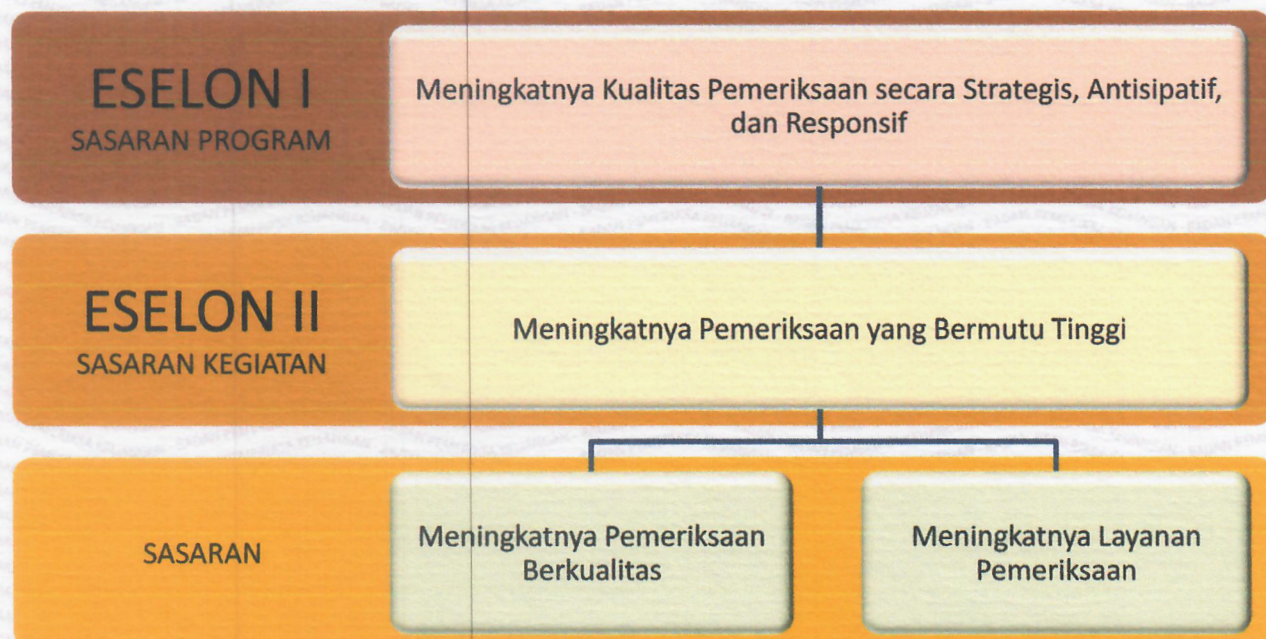 ESELON I
SASARAN PROGRAM
Meningkatnya Kualitas Pemeriksaan secara Strategis, Antisipatif,
dan Responsif
ESELON II
SASARAN KEGIATAN
Meningkatnya Pemeriksaan yang Bermutu Tinggi
SASARAN
Meningkatnya Pemeriksaan
Berkualitas
Meningkatnya Layanan
Pemeriksaan